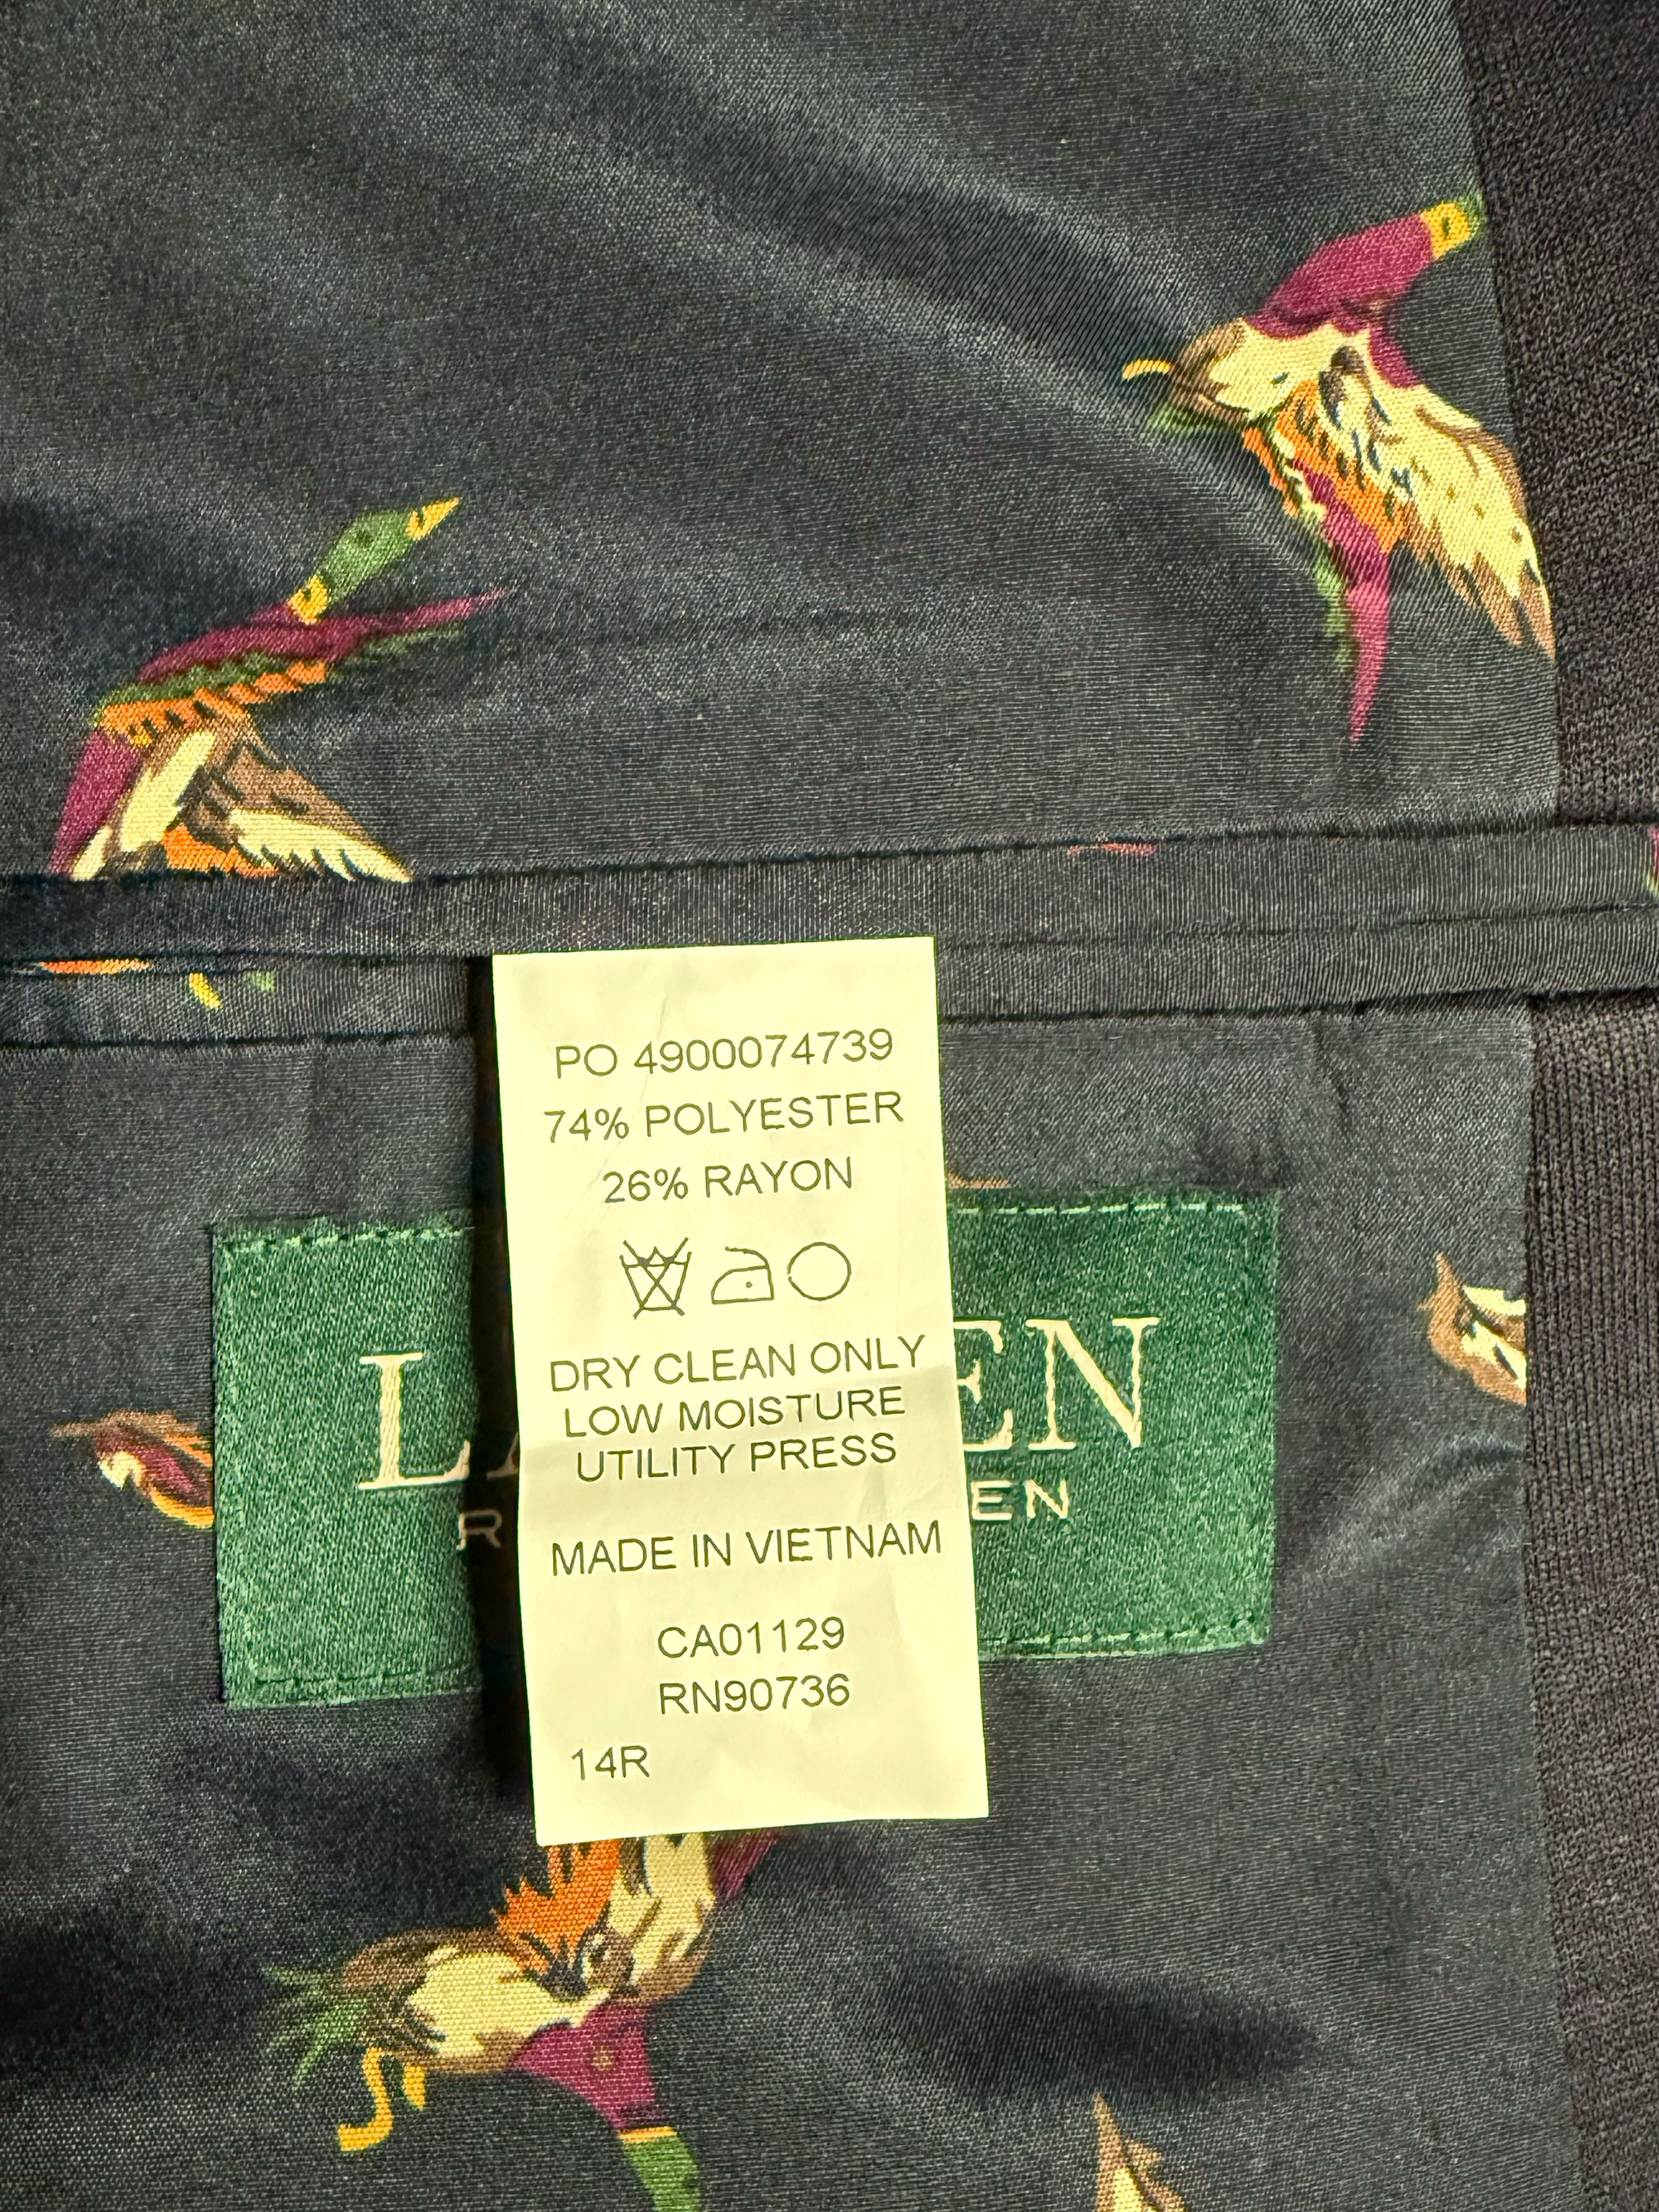 PO 4900074739
74% POLYESTER
26% RAYON
DRY CLEAN ONLY
LOW MOISTURE
UTILITY PRESS
MADE IN VIETNAM
CA01129
RN90736
14R